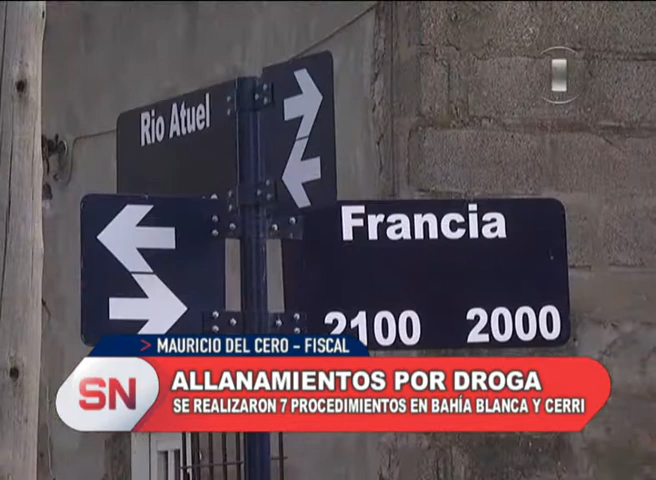 Rio Atuel
Francia
2100 2000
> MAURICIO DEL CERO – FISCAL
SN
ALLANAMIENTOS POR DROGA
SE REALIZARON 7 PROCEDIMIENTOS EN BAHÍA BLANCA Y CERRI